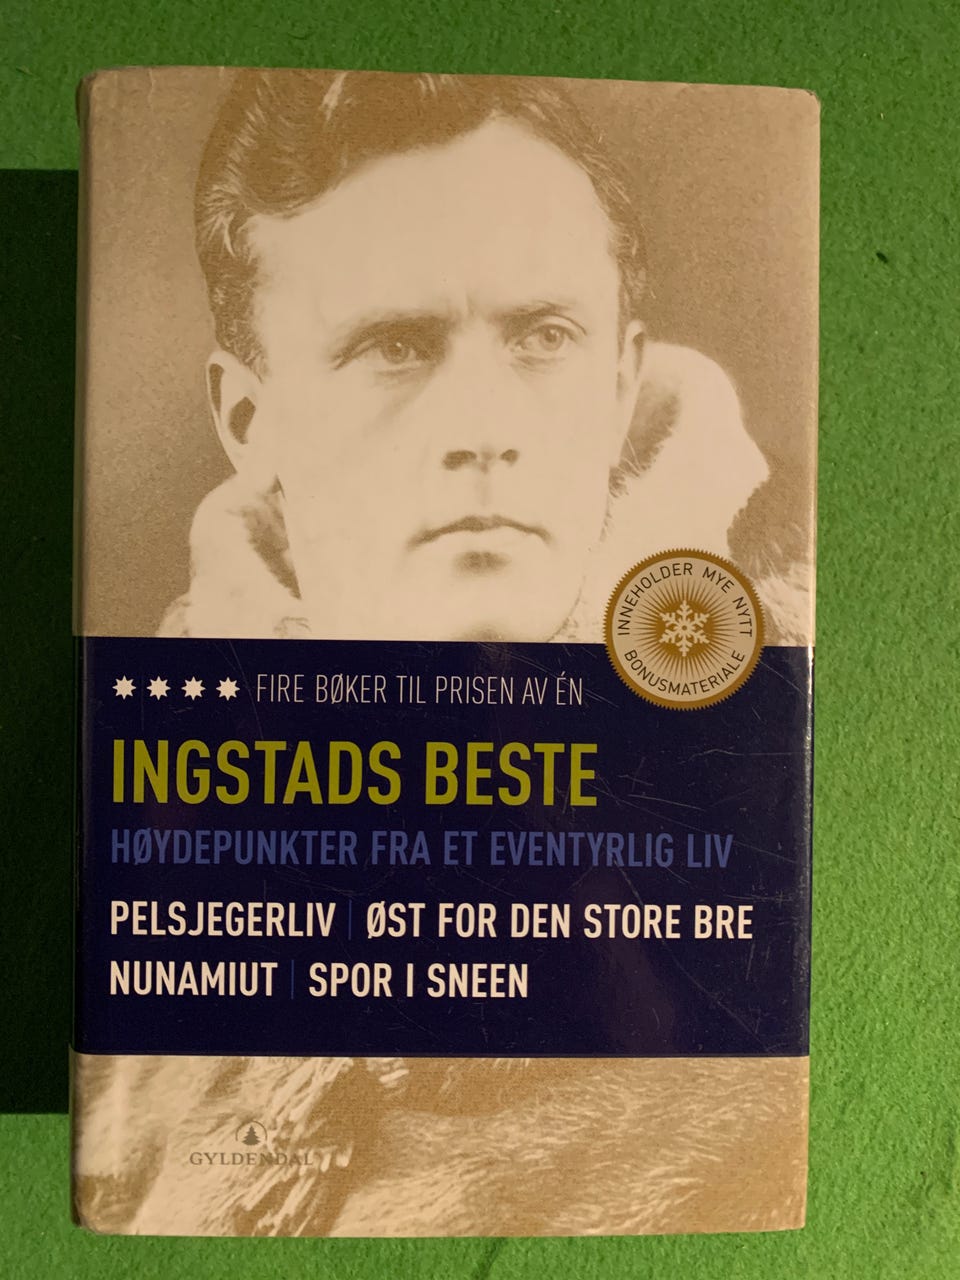 INNEHOLDER MYE NYTT
BONUSMATERIALE
FIRE BØKER TIL PRISEN AV ÉN
INGSTADS BESTE
HØYDEPUNKTER FRA ET EVENTYRLIG LIV
PELSJEGERLIV | ØST FOR DEN STORE BRE
NUNAMIUT | SPOR I SNEEN
GYLDENDAL